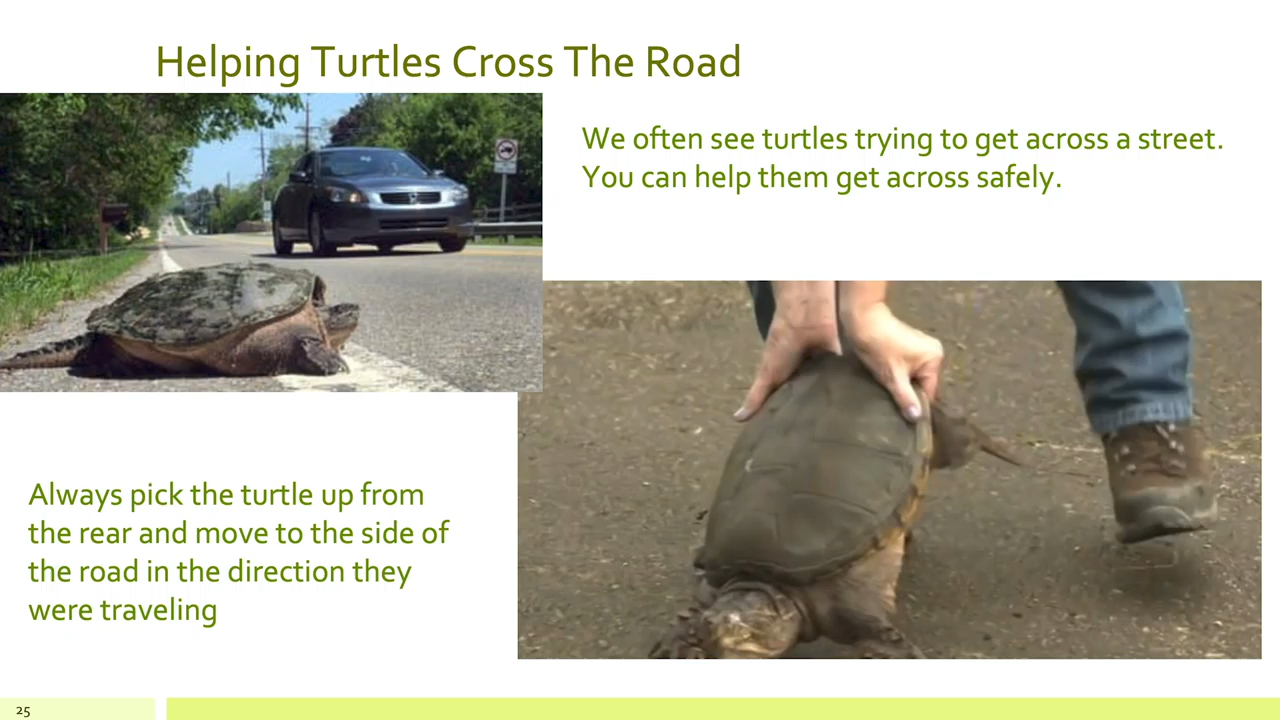 Helping Turtles Cross The Road
We often see turtles trying to get across a street.
You can help them get across safely.
Always pick the turtle up from
the rear and move to the side of
the road in the direction they
were traveling
25